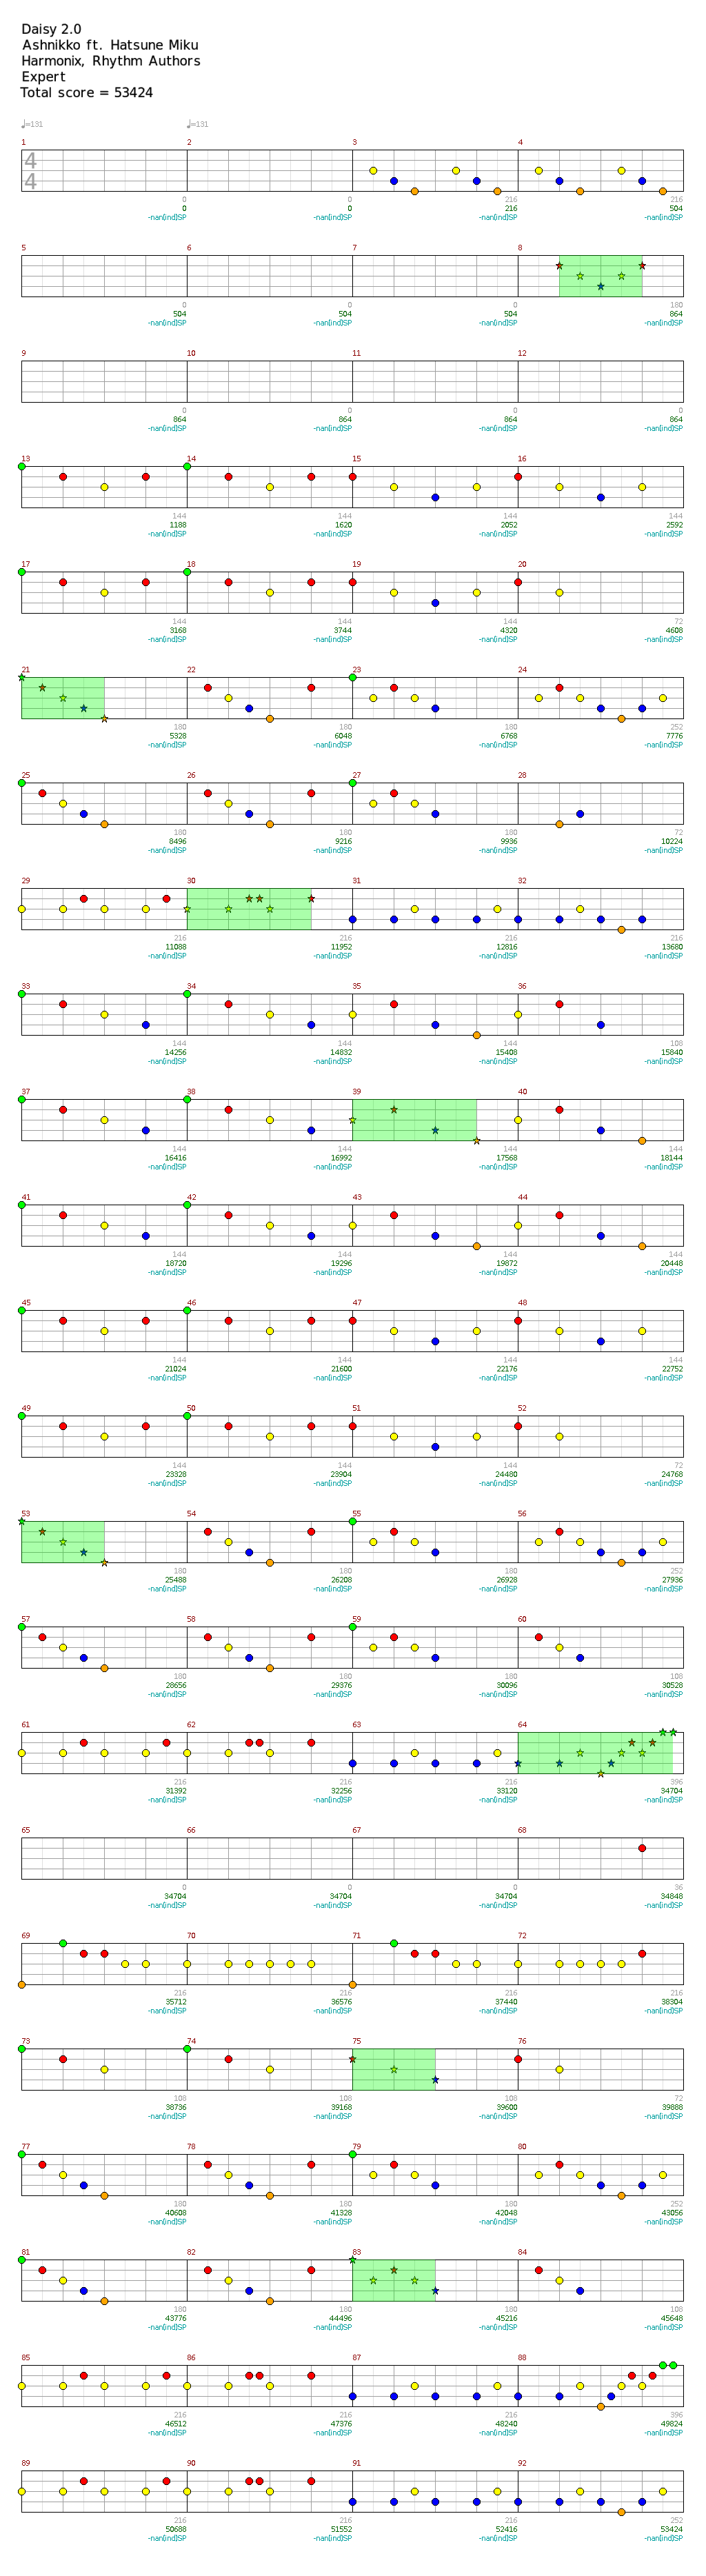 Daisy 2.0
Ashnikko ft. Hatsune Miku
Harmonix, Rhythm Authors
Expert
Total score = 53424
♩=131 ♩=131
1 2 3 4
4
4
0 0 216 216
0 0 216 504
-nan(ind)SP -nan(ind)SP -nan(ind)SP -nan(ind)SP
5 6 7 8
0 0 0 180
504 504 504 864
-nan(ind)SP -nan(ind)SP -nan(ind)SP -nan(ind)SP
9 10 11 12
0 0 0 0
864 864 864 864
-nan(ind)SP -nan(ind)SP -nan(ind)SP -nan(ind)SP
13 14 15 16
144 144 144 144
1188 1620 2052 2592
-nan(ind)SP -nan(ind)SP -nan(ind)SP -nan(ind)SP
17 18 19 20
144 144 144 72
3168 3744 4320 4608
-nan(ind)SP -nan(ind)SP -nan(ind)SP -nan(ind)SP
21 22 23 24
180 180 180 252
5328 6048 6768 7776
-nan(ind)SP -nan(ind)SP -nan(ind)SP -nan(ind)SP
25 26 27 28
180 180 180 72
8496 9216 9936 10224
-nan(ind)SP -nan(ind)SP -nan(ind)SP -nan(ind)SP
29 30 31 32
216 216 216 216
11088 11952 12816 13680
-nan(ind)SP -nan(ind)SP -nan(ind)SP -nan(ind)SP
33 34 35 36
144 144 144 108
14256 14832 15408 15840
-nan(ind)SP -nan(ind)SP -nan(ind)SP -nan(ind)SP
37 38 39 40
144 144 144 144
16416 16992 17568 18144
-nan(ind)SP -nan(ind)SP -nan(ind)SP -nan(ind)SP
41 42 43 44
144 144 144 144
18720 19296 19872 20448
-nan(ind)SP -nan(ind)SP -nan(ind)SP -nan(ind)SP
45 46 47 48
144 144 144 144
21024 21600 22176 22752
-nan(ind)SP -nan(ind)SP -nan(ind)SP -nan(ind)SP
49 50 51 52
144 144 144 72
23328 23904 24480 24768
-nan(ind)SP -nan(ind)SP -nan(ind)SP -nan(ind)SP
53 54 55 56
180 180 180 252
25488 26208 26928 27936
-nan(ind)SP -nan(ind)SP -nan(ind)SP -nan(ind)SP
57 58 59 60
180 180 180 108
28656 29376 30096 30528
-nan(ind)SP -nan(ind)SP -nan(ind)SP -nan(ind)SP
61 62 63 64
216 216 216 396
31392 32256 33120 34704
-nan(ind)SP -nan(ind)SP -nan(ind)SP -nan(ind)SP
65 66 67 68
0 0 0 36
34704 34704 34704 34848
-nan(ind)SP -nan(ind)SP -nan(ind)SP -nan(ind)SP
69 70 71 72
216 216 216 216
35712 36576 37440 38304
-nan(ind)SP -nan(ind)SP -nan(ind)SP -nan(ind)SP
73 74 75 76
108 108 108 72
38736 39168 39600 39888
-nan(ind)SP -nan(ind)SP -nan(ind)SP -nan(ind)SP
77 78 79 80
180 180 180 252
40608 41328 42048 43056
-nan(ind)SP -nan(ind)SP -nan(ind)SP -nan(ind)SP
81 82 83 84
180 180 180 108
43776 44496 45216 45648
-nan(ind)SP -nan(ind)SP -nan(ind)SP -nan(ind)SP
85 86 87 88
216 216 216 396
46512 47376 48240 49824
-nan(ind)SP -nan(ind)SP -nan(ind)SP -nan(ind)SP
89 90 91 92
216 216 216 252
50688 51552 52416 53424
-nan(ind)SP -nan(ind)SP -nan(ind)SP -nan(ind)SP